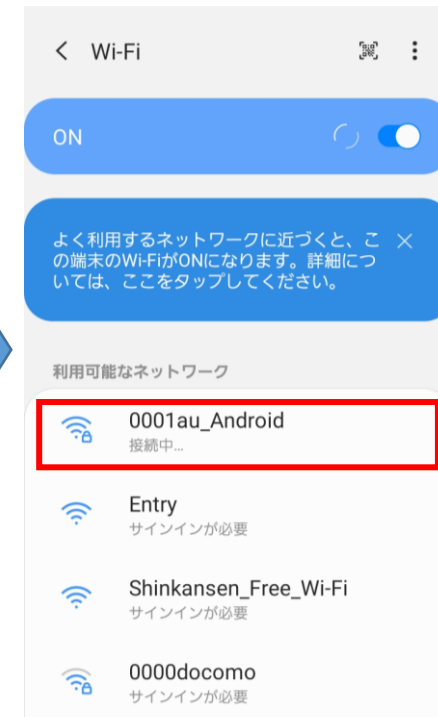 Wi-Fi
ON
よく利用するネットワークに近づくと、こ
の端末のWi-FiがONになります。詳細につ
いては、ここをタップしてください。
利用可能なネットワーク
0001au_Android
接続中...
Entry
サインインが必要
Shinkansen_Free_Wi-Fi
サインインが必要
0000docomo
サインインが必要